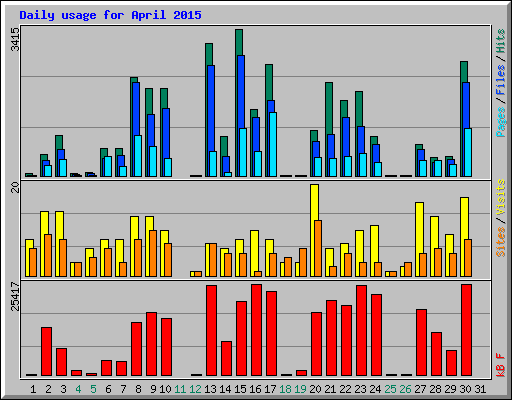 Daily usage for April 2015
3415
Pages / Files / Hits
20
Sites / Visits
25417
kB F
1 2 3 4 5 6 7 8 9 10 11 12 13 14 15 16 17 18 19 20 21 22 23 24 25 26 27 28 29 30 31